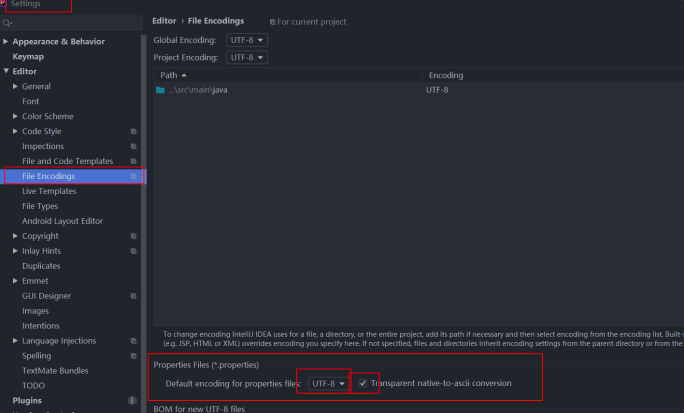 Settings
Appearance & Behavior
Keymap
Editor
General
Font
Color Scheme
Code Style
Inspections
File and Code Templates
File Encodings
Live Templates
File Types
Android Layout Editor
Copyright
Inlay Hints
Duplicates
Emmet
GUI Designer
Images
Intentions
Language Injections
Spelling
TextMate Bundles
TODO
Plugins
3
Editor › File Encodings
For current project
Global Encoding: UTF-8
Project Encoding: UTF-8
Path Encoding
...\src\main\java UTF-8
To change encoding IntelliJ IDEA uses for a file, a directory, or the entire project, add its path if necessary and then select encoding from the encoding list. Built-
(e.g. JSP, HTML or XML) overrides encoding you specify here. If not specified, files and directories inherit encoding settings from the parent directory or from the
Properties Files (*.properties)
Default encoding for properties files: UTF-8 Transparent native-to-ascii conversion
BOM for new UTF-8 files